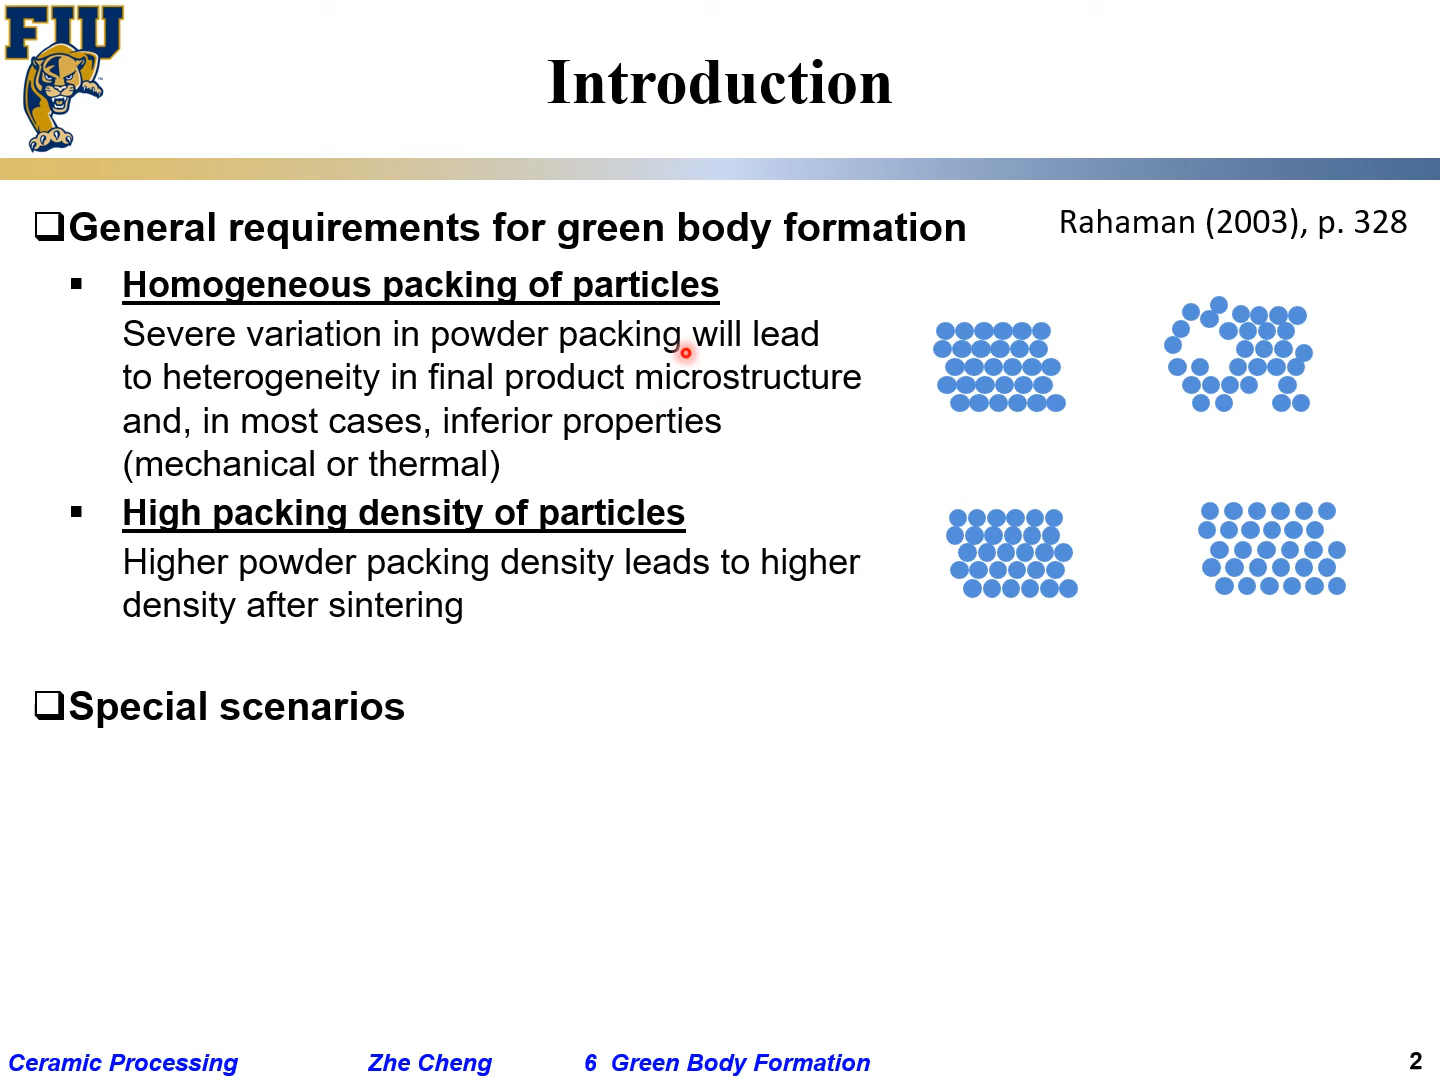 FIU
Introduction
❑General requirements for green body formation
Rahaman (2003), p. 328
▪ Homogeneous packing of particles
Severe variation in powder packing will lead
to heterogeneity in final product microstructure
and, in most cases, inferior properties
(mechanical or thermal)
▪ High packing density of particles
Higher powder packing density leads to higher
density after sintering
❑Special scenarios
Ceramic Processing Zhe Cheng 6 Green Body Formation 2